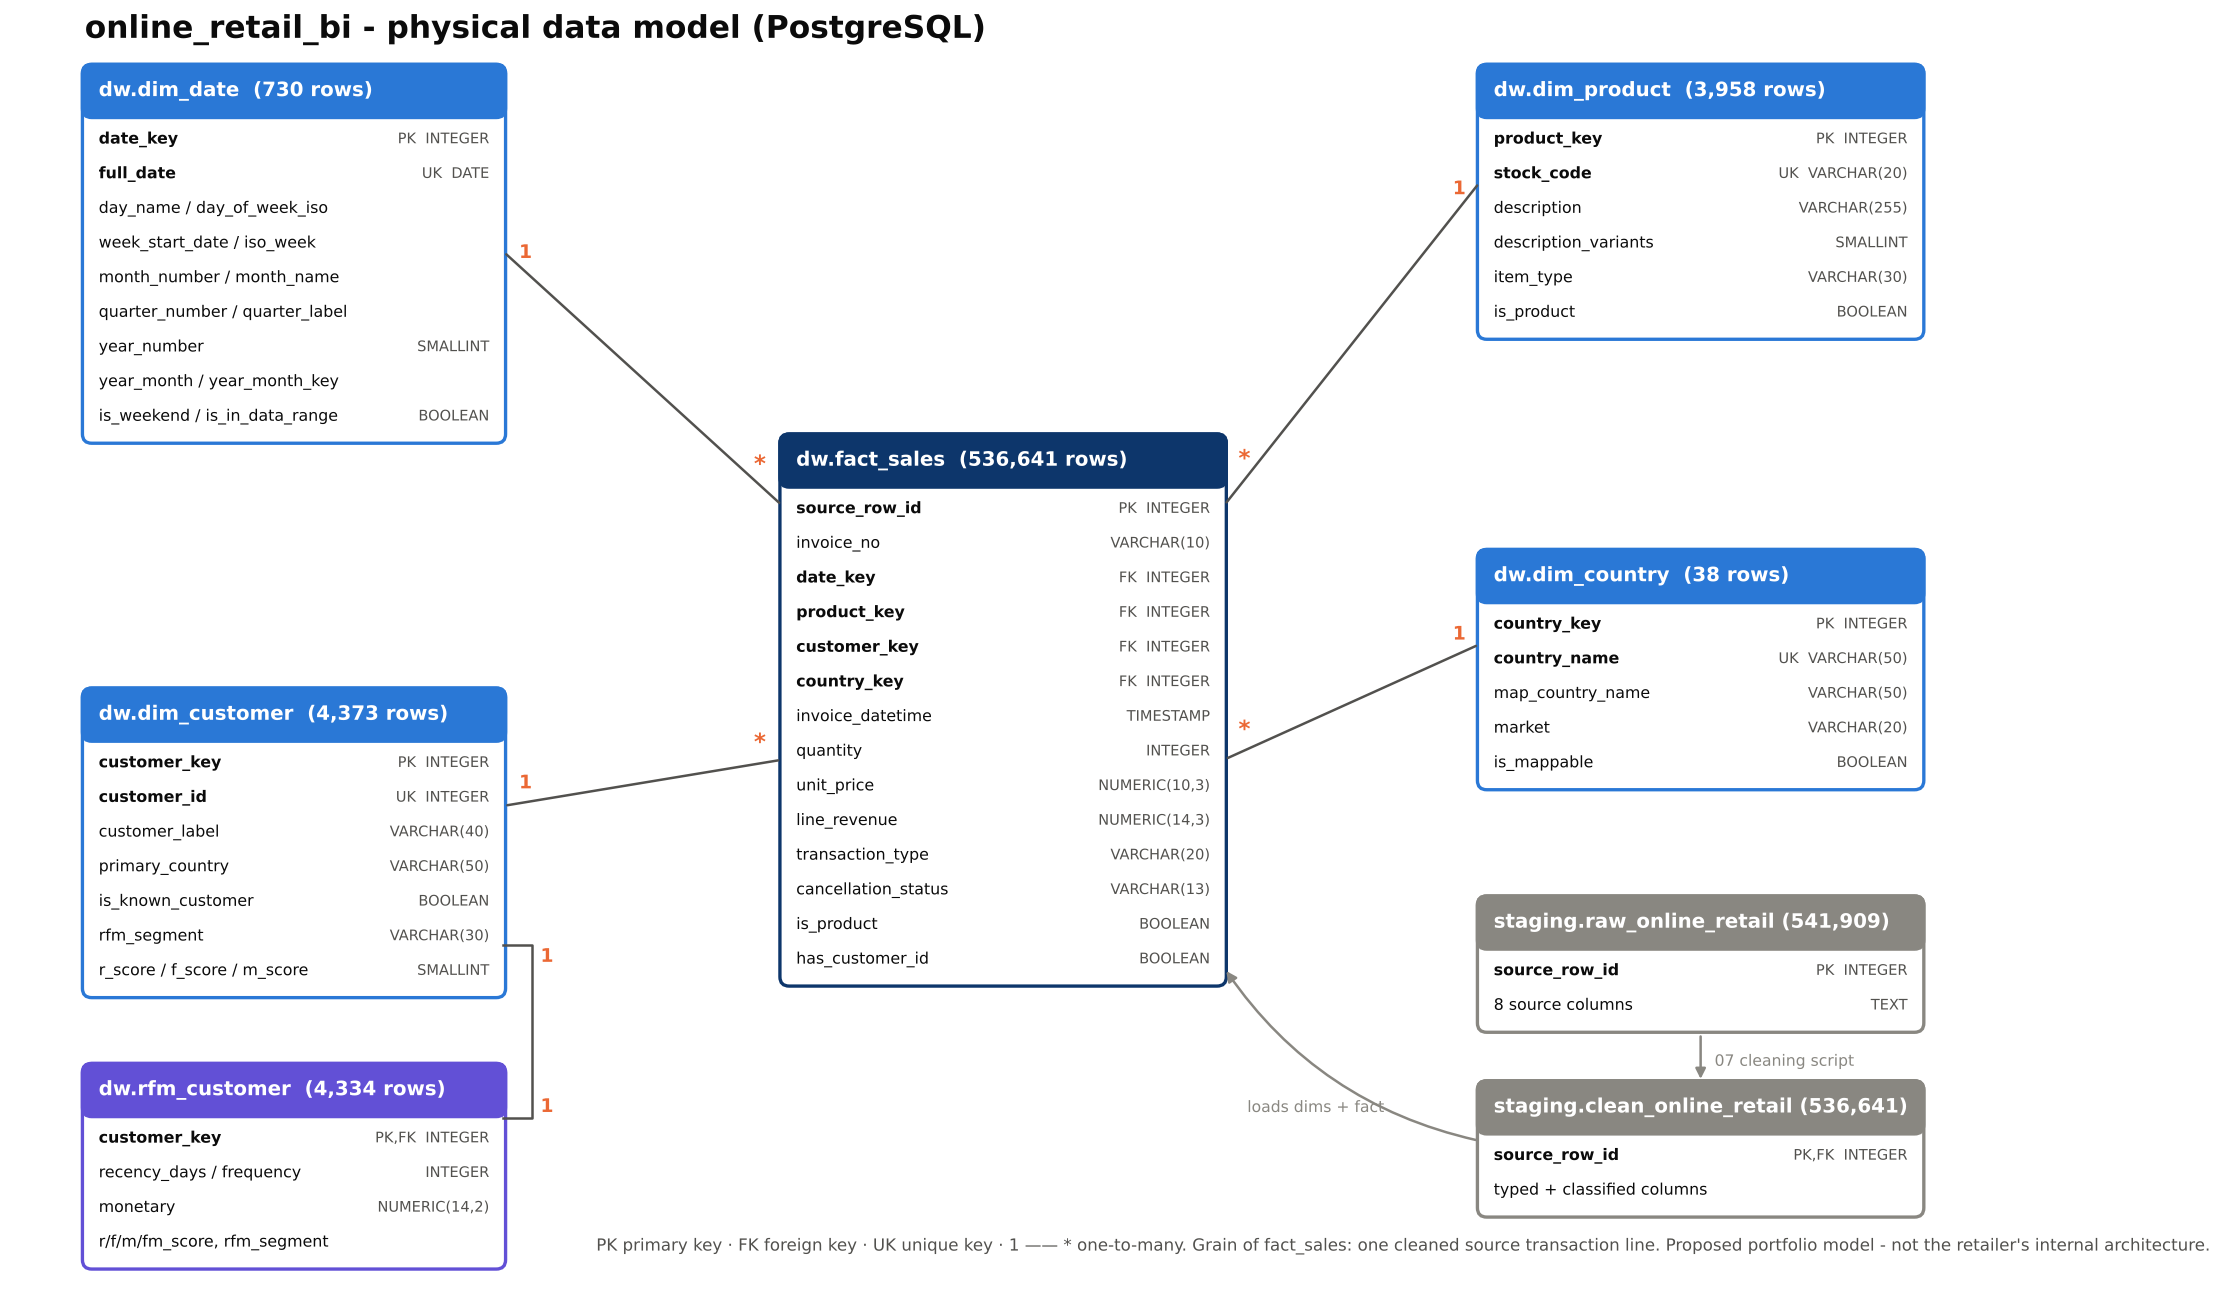 online_retail_bi - physical data model (PostgreSQL)
dw.dim_date (730 rows)
date_key PK INTEGER
full_date UK DATE
day_name / day_of_week_iso
week_start_date / iso_week
month_number / month_name
quarter_number / quarter_label
year_number SMALLINT
year_month / year_month_key
is_weekend / is_in_data_range BOOLEAN
1
*
dw.dim_product (3,958 rows)
product_key PK INTEGER
stock_code UK VARCHAR(20)
description VARCHAR(255)
description_variants SMALLINT
item_type VARCHAR(30)
is_product BOOLEAN
1
*
dw.fact_sales (536,641 rows)
source_row_id PK INTEGER
invoice_no VARCHAR(10)
date_key FK INTEGER
product_key FK INTEGER
customer_key FK INTEGER
country_key FK INTEGER
invoice_datetime TIMESTAMP
quantity INTEGER
unit_price NUMERIC(10,3)
line_revenue NUMERIC(14,3)
transaction_type VARCHAR(20)
cancellation_status VARCHAR(13)
is_product BOOLEAN
has_customer_id BOOLEAN
dw.dim_country (38 rows)
country_key PK INTEGER
country_name UK VARCHAR(50)
map_country_name VARCHAR(50)
market VARCHAR(20)
is_mappable BOOLEAN
1
*
dw.dim_customer (4,373 rows)
customer_key PK INTEGER
customer_id UK INTEGER
customer_label VARCHAR(40)
primary_country VARCHAR(50)
is_known_customer BOOLEAN
rfm_segment VARCHAR(30)
r_score / f_score / m_score SMALLINT
1
*
1
1
dw.rfm_customer (4,334 rows)
customer_key PK,FK INTEGER
recency_days / frequency INTEGER
monetary NUMERIC(14,2)
r/f/m/fm_score, rfm_segment
staging.raw_online_retail (541,909)
source_row_id PK INTEGER
8 source columns TEXT
07 cleaning script
loads dims + fact
staging.clean_online_retail (536,641)
source_row_id PK,FK INTEGER
typed + classified columns
PK primary key · FK foreign key · UK unique key · 1 —— * one-to-many. Grain of fact_sales: one cleaned source transaction line. Proposed portfolio model - not the retailer's internal architecture.